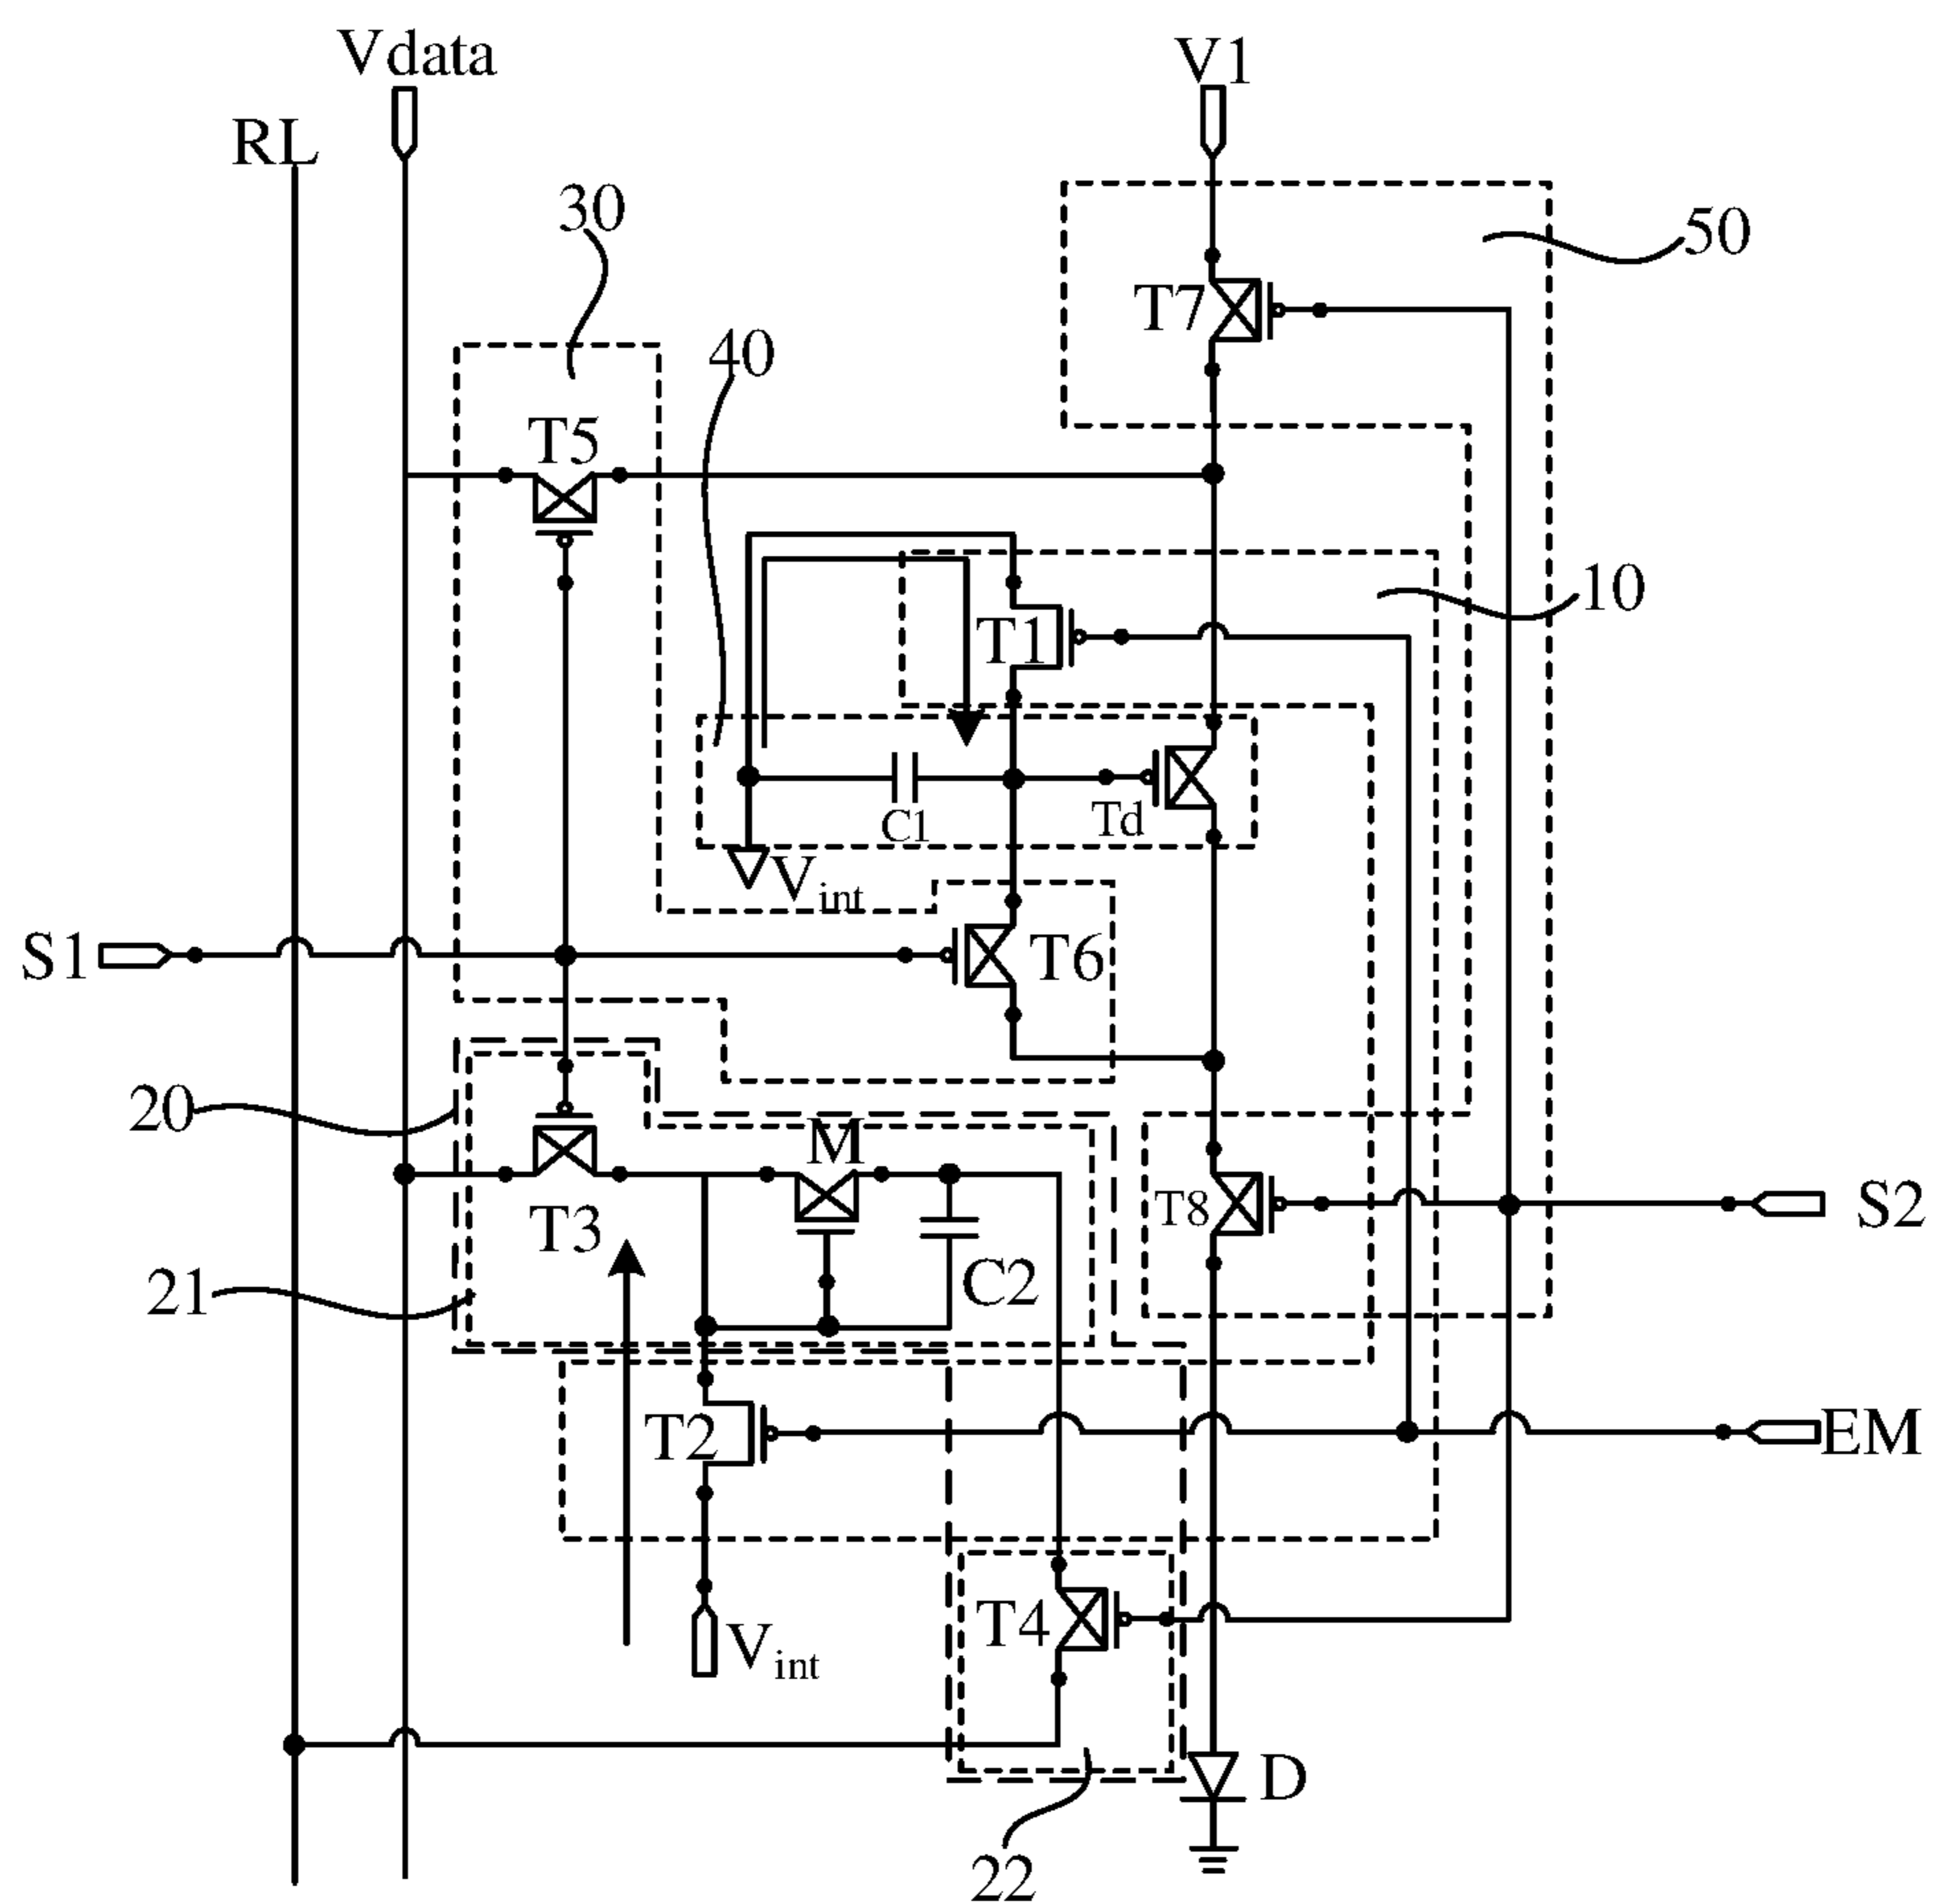 Vdata
V1
RL
30
50
T7
40
T5
10
T1
C1
Td
Vint
S1
T6
20
M
T3
T8
S2
21
C2
T2
EM
T4
Vint
D
22